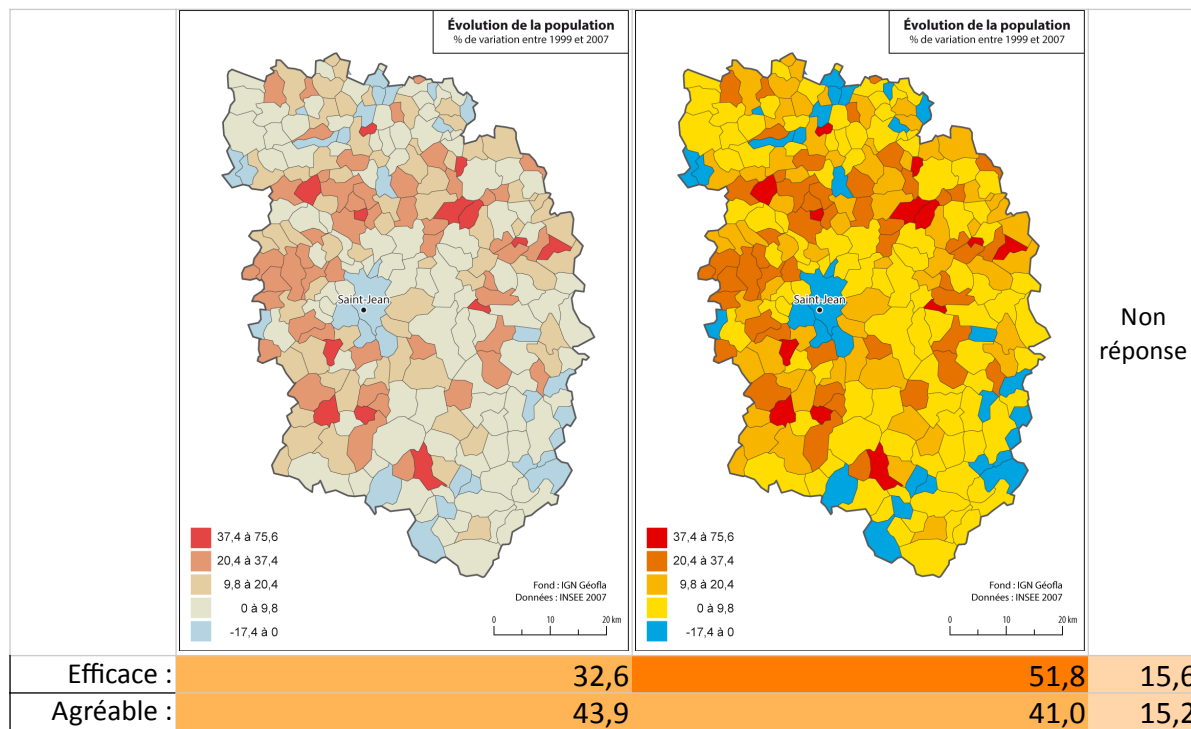 Évolution de la population
% de variation entre 1999 et 2007
Saint-Jean
37,4 à 75,6
20,4 à 37,4
9,8 à 20,4
0 à 9,8
-17,4 à 0
Fond : IGN Géofla
Données : INSEE 2007
0 10 20 km
Évolution de la population
% de variation entre 1999 et 2007
Saint-Jean
37,4 à 75,6
20,4 à 37,4
9,8 à 20,4
0 à 9,8
-17,4 à 0
Fond : IGN Géofla
Données : INSEE 2007
0 10 20 km
Non
réponse
Efficace : 32,6 51,8 15,6
Agréable : 43,9 41,0 15,2